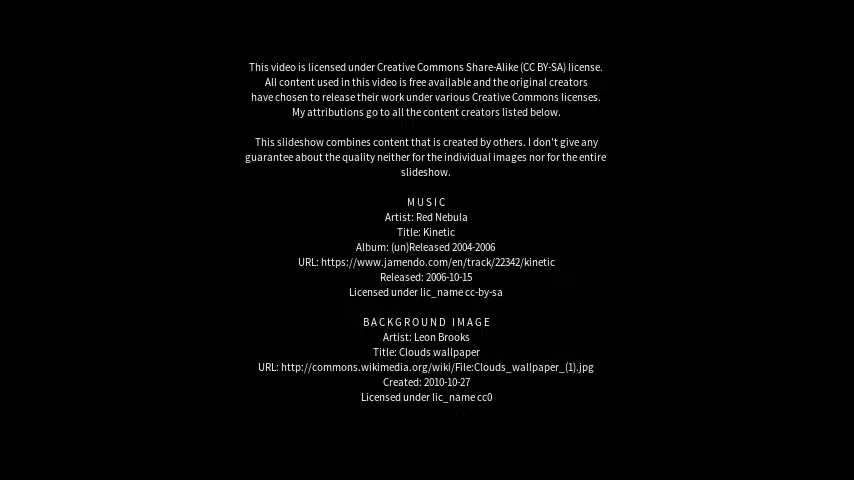 This video is licensed under Creative Commons Share-Alike (CC BY-SA) license.
All content used in this video is free available and the original creators
have chosen to release their work under various Creative Commons licenses.
My attributions go to all the content creators listed below.
This slideshow combines content that is created by others. I don't give any
guarantee about the quality neither for the individual images nor for the entire
slideshow.
MUSIC
Artist: Red Nebula
Title: Kinetic
Album: (un)Released 2004-2006
URL: https://www.jamendo.com/en/track/22342/kinetic
Released: 2006-10-15
Licensed under lic_name cc-by-sa
BACKGROUND IMAGE
Artist: Leon Brooks
Title: Clouds wallpaper
URL: http://commons.wikimedia.org/wiki/File:Clouds_wallpaper_(1).jpg
Created: 2010-10-27
Licensed under lic_name cc0